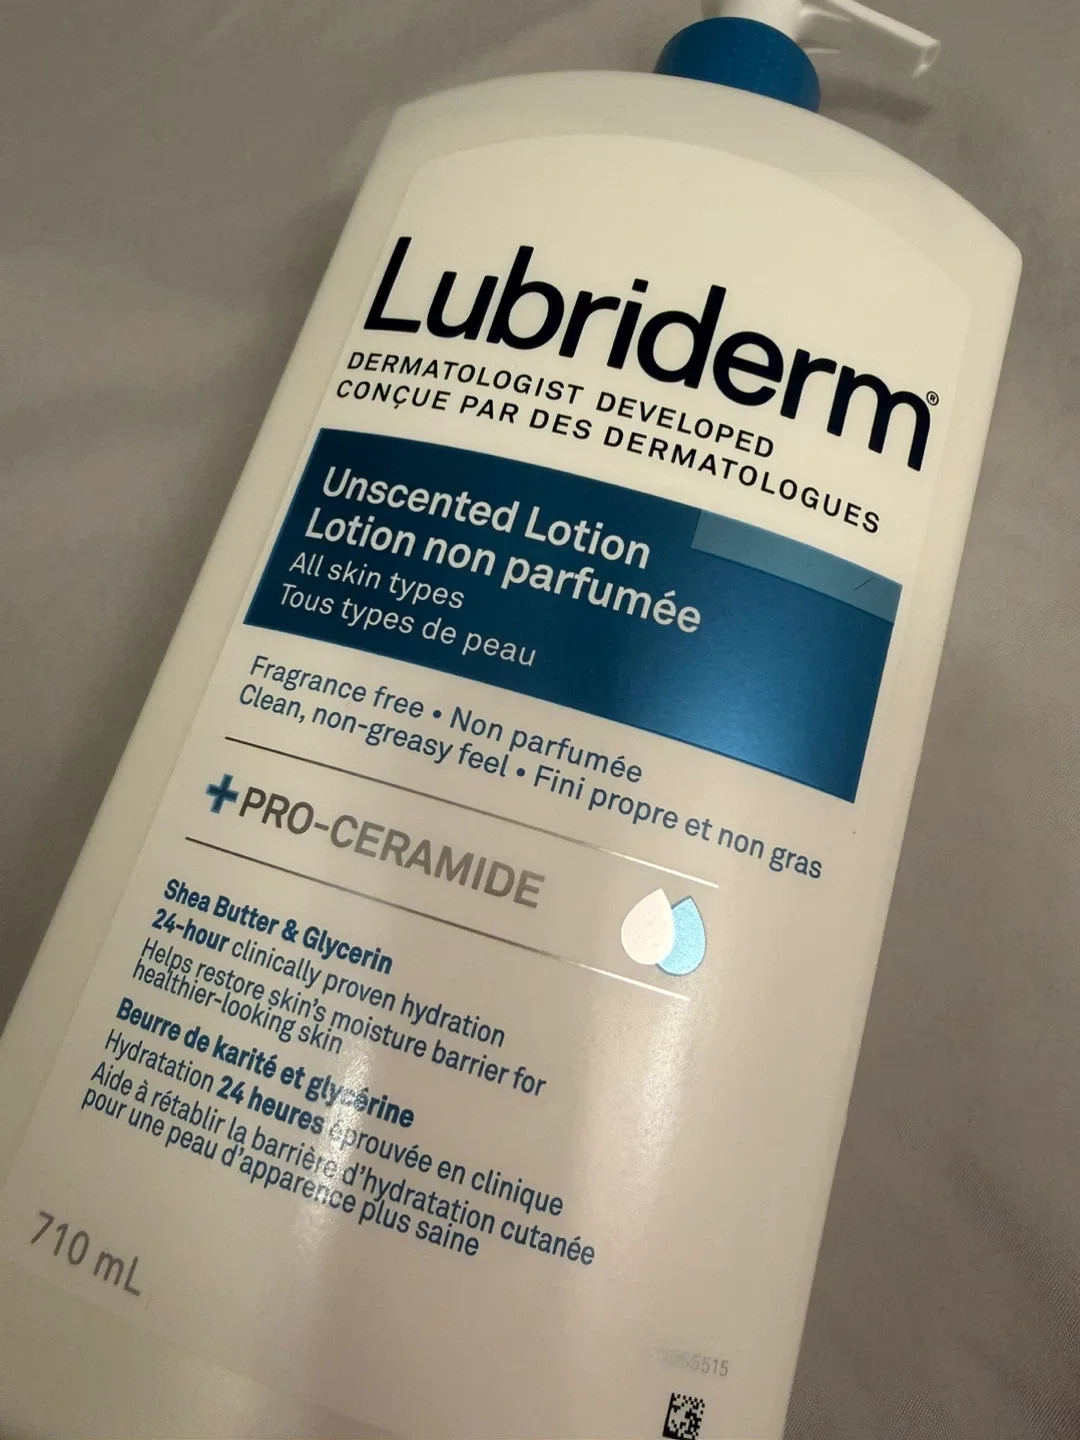 Lubriderm®
DERMATOLOGIST DEVELOPED
CONÇUE PAR DES DERMATOLOGUES
Unscented Lotion
Lotion non parfumée
All skin types
Tous types de peau
Fragrance free • Non parfumée
Clean, non-greasy feel • Fini propre et non gras
+PRO-CERAMIDE
Shea Butter & Glycerin
24-hour clinically proven hydration
Helps restore skin's moisture barrier for
healthier-looking skin
Beurre de karité et glycérine
Hydratation 24 heures éprouvée en clinique
Aide à rétablir la barrière d'hydratation cutanée
pour une peau d'apparence plus saine
710 mL